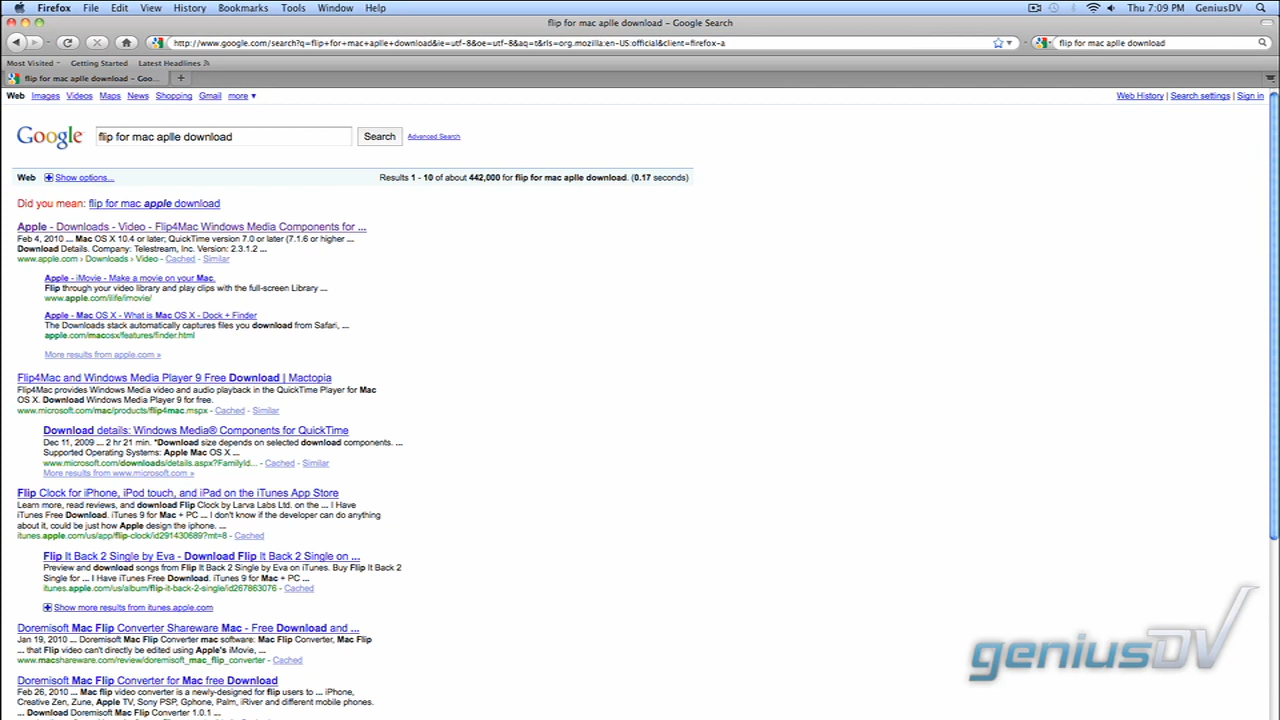 Firefox File Edit View History Bookmarks Tools Window Help Thu 7:09 PM GeniusDV
flip for mac aplle download - Google Search
http://www.google.com/search?q=flip+for+mac+aplle+download&ie=utf-8&oe=utf-8&aq=t&rls=org.mozilla:en-US:official&client=firefox-a flip for mac aplle download
Most Visited Getting Started Latest Headlines
flip for mac aplle download - Goo...
Web Images Videos Maps News Shopping Gmail more Web History | Search settings | Sign in
Google flip for mac aplle download Search Advanced Search
Web Show options... Results 1 - 10 of about 442,000 for flip for mac aplle download. (0.17 seconds)
Did you mean: flip for mac apple download
Apple - Downloads - Video - Flip4Mac Windows Media Components for ...
Feb 4, 2010 ... Mac OS X 10.4 or later; QuickTime version 7.0 or later (7.1.6 or higher ...
Download Details. Company: Telestream, Inc. Version: 2.3.1.2 ...
www.apple.com › Downloads › Video - Cached - Similar
Apple - iMovie - Make a movie on your Mac.
Flip through your video library and play clips with the full-screen Library ...
www.apple.com/ilife/imovie/
Apple - Mac OS X - What is Mac OS X - Dock + Finder
The Downloads stack automatically captures files you download from Safari, ...
apple.com/macosx/features/finder.html
More results from apple.com »
Flip4Mac and Windows Media Player 9 Free Download | Mactopia
Flip4Mac provides Windows Media video and audio playback in the QuickTime Player for Mac
OS X. Download Windows Media Player 9 for free.
www.microsoft.com/mac/products/flip4mac.mspx - Cached - Similar
Download details: Windows Media® Components for QuickTime
Dec 11, 2009 ... 2 hr 21 min. *Download size depends on selected download components. ...
Supported Operating Systems: Apple Mac OS X ...
www.microsoft.com/downloads/details.aspx?FamilyId... - Cached - Similar
More results from www.microsoft.com »
Flip Clock for iPhone, iPod touch, and iPad on the iTunes App Store
Learn more, read reviews, and download Flip Clock by Larva Labs Ltd. on the ... I Have
iTunes Free Download. iTunes 9 for Mac + PC ... I don't know if the developer can do anything
about it, could be just how Apple design the iphone. ...
itunes.apple.com/us/app/flip-clock/id291430689?mt=8 - Cached
Flip It Back 2 Single by Eva - Download Flip It Back 2 Single on ...
Preview and download songs from Flip It Back 2 Single by Eva on iTunes. Buy Flip It Back 2
Single for ... I Have iTunes Free Download. iTunes 9 for Mac + PC ...
itunes.apple.com/us/album/flip-it-back-2-single/id267863076 - Cached
Show more results from itunes.apple.com
Doremisoft Mac Flip Converter Shareware Mac - Free Download and ...
Jan 19, 2010 ... Doremisoft Mac Flip Converter mac software: Mac Flip Converter, Mac Flip
... that Flip video can't directly be edited using Apple's iMovie, ...
www.macshareware.com/review/doremisoft_mac_flip_converter - Cached
Doremisoft Mac Flip Converter for Mac free Download
Feb 26, 2010 ... Mac flip video converter is a newly-designed for flip users to ... iPhone,
Creative Zen, Zune, Apple TV, Sony PSP, Gphone, Palm, iRiver and different mobile phones.
... Download Doremisoft Mac Flip Converter 1.0.1 ...
geniusDV